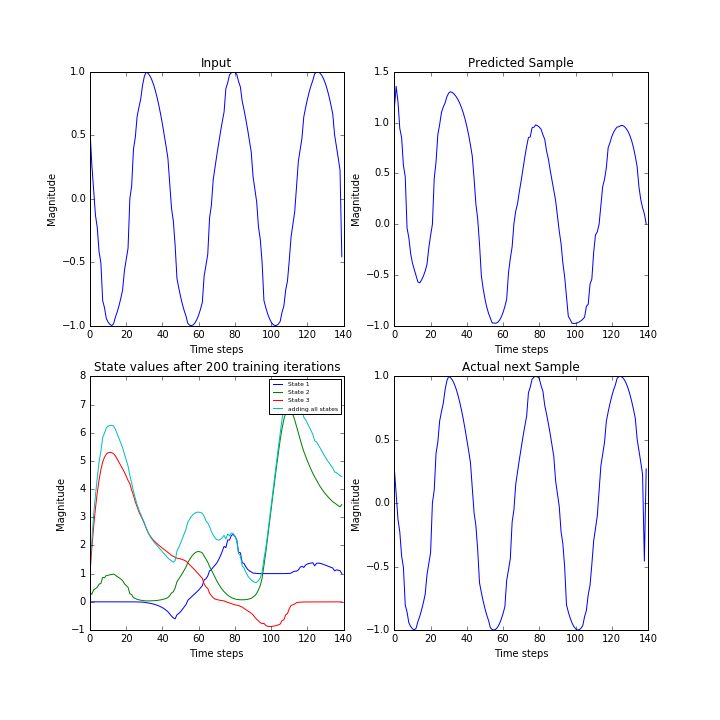 Input
1.0
0.5
0.0
−0.5
−1.0
Magnitude
0 20 40 60 80 100 120 140
Time steps
Predicted Sample
1.5
1.0
0.5
0.0
−0.5
−1.0
Magnitude
0 20 40 60 80 100 120 140
Time steps
State values after 200 training iterations
8
7
6
5
4
3
2
1
0
−1
Magnitude
State 1
State 2
State 3
adding all states
0 20 40 60 80 100 120 140
Time steps
Actual next Sample
1.0
0.5
0.0
−0.5
−1.0
Magnitude
0 20 40 60 80 100 120 140
Time steps